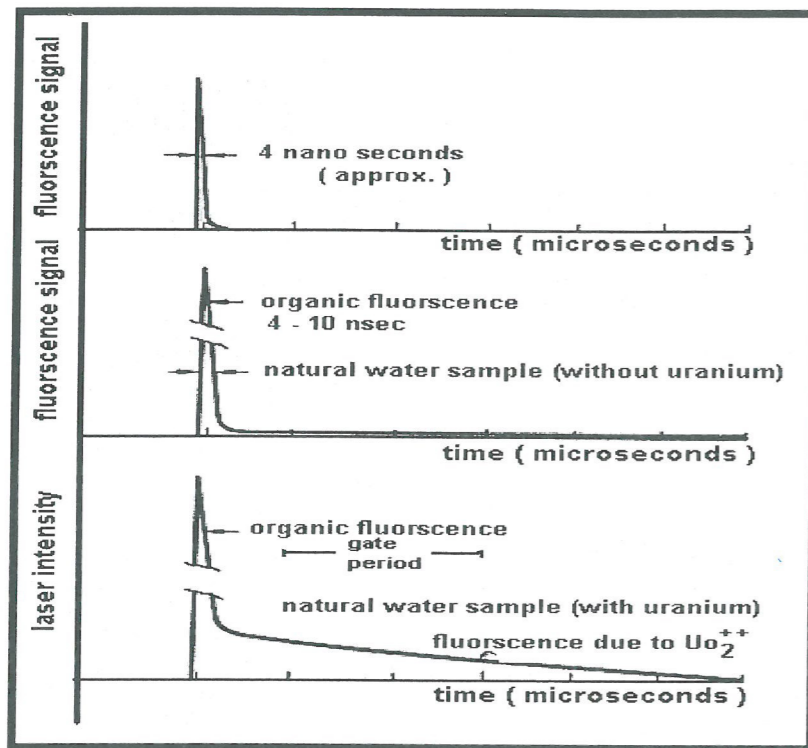 fluorescence signal
4 nano seconds
( approx. )
time ( microseconds )
fluorscence signal
organic fluorscence
4 - 10 nsec
natural water sample (without uranium)
time ( microseconds )
laser intensity
organic fluorscence
gate
period
natural water sample (with uranium)
fluorscence due to Uo₂⁺⁺
time ( microseconds )